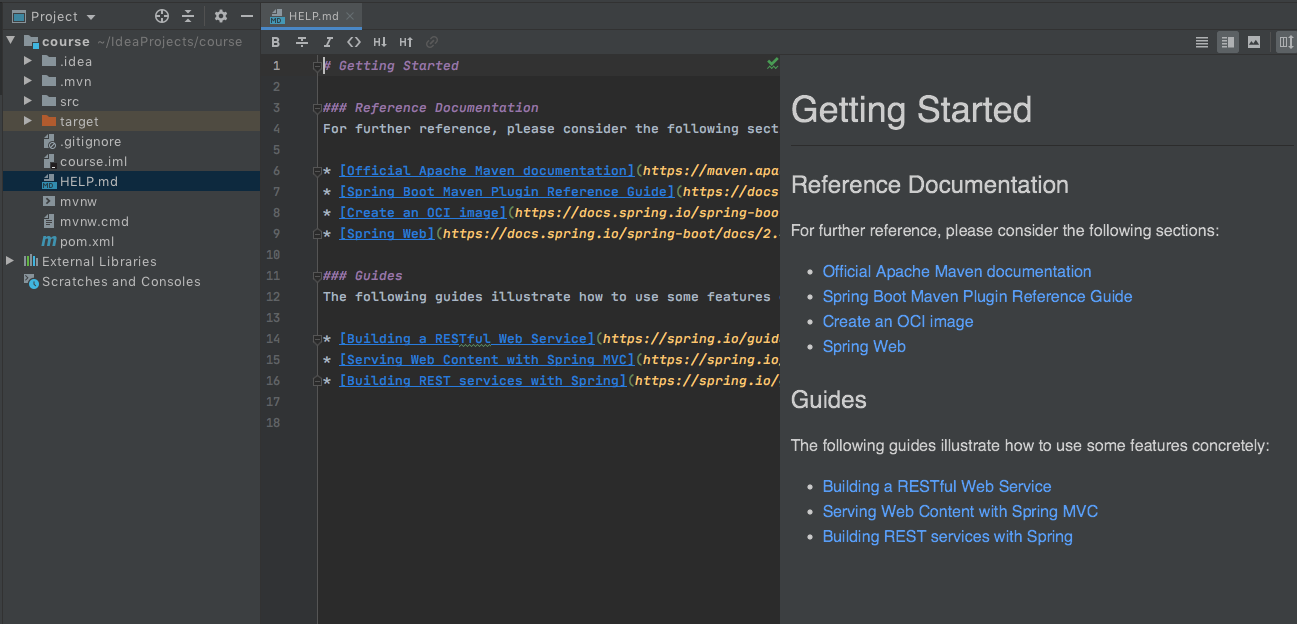 Project
HELP.md
course ~/IdeaProjects/course
.idea
.mvn
src
target
.gitignore
course.iml
HELP.md
mvnw
mvnw.cmd
pom.xml
External Libraries
Scratches and Consoles
B I <> H↓ H↑
1 # Getting Started
2
3 ### Reference Documentation
4 For further reference, please consider the following sect
5
6 * [Official Apache Maven documentation](https://maven.apa
7 * [Spring Boot Maven Plugin Reference Guide](https://docs
8 * [Create an OCI image](https://docs.spring.io/spring-boo
9 * [Spring Web](https://docs.spring.io/spring-boot/docs/2.
10
11 ### Guides
12 The following guides illustrate how to use some features
13
14 * [Building a RESTful Web Service](https://spring.io/guid
15 * [Serving Web Content with Spring MVC](https://spring.io/
16 * [Building REST services with Spring](https://spring.io/
17
18
Getting Started
Reference Documentation
For further reference, please consider the following sections:
• Official Apache Maven documentation
• Spring Boot Maven Plugin Reference Guide
• Create an OCI image
• Spring Web
Guides
The following guides illustrate how to use some features concretely:
• Building a RESTful Web Service
• Serving Web Content with Spring MVC
• Building REST services with Spring